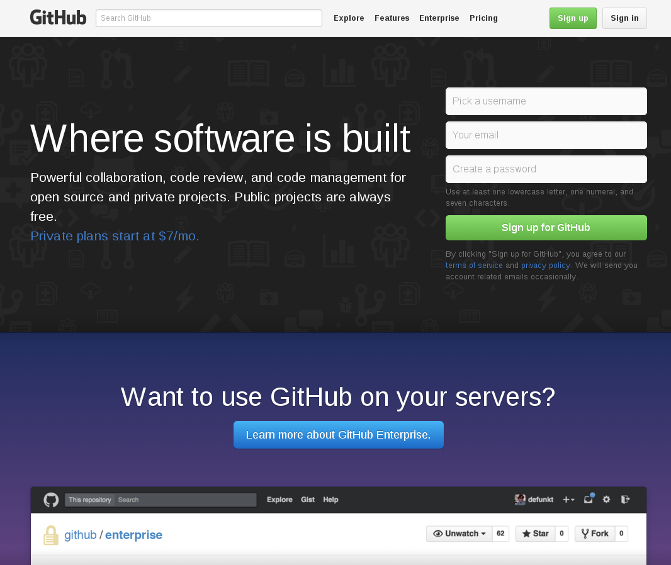 GitHub Search GitHub Explore Features Enterprise Pricing Sign up Sign in
Where software is built
Powerful collaboration, code review, and code management for
open source and private projects. Public projects are always
free.
Private plans start at $7/mo.
Pick a username
Your email
Create a password
Use at least one lowercase letter, one numeral, and
seven characters.
Sign up for GitHub
By clicking "Sign up for GitHub", you agree to our
terms of service and privacy policy. We will send you
account related emails occasionally.
Want to use GitHub on your servers?
Learn more about GitHub Enterprise.
This repository Search Explore Gist Help defunkt
github / enterprise Unwatch 62 Star 0 Fork 0